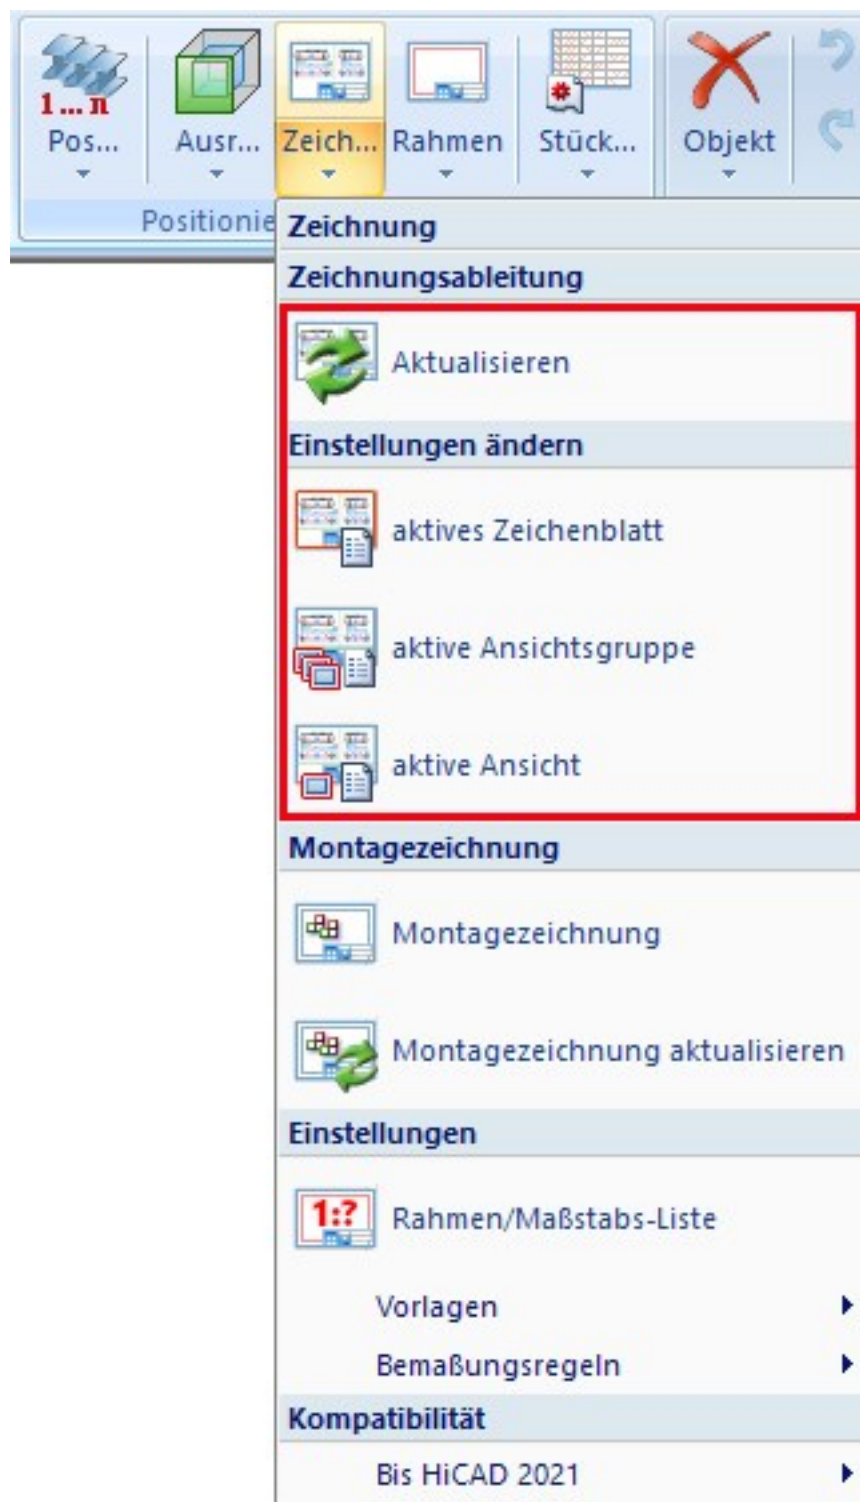 1 ... n
Pos... Ausr... Zeich... Rahmen Stück... Objekt
Positionie
Zeichnung
Zeichnungsableitung
Aktualisieren
Einstellungen ändern
aktives Zeichenblatt
aktive Ansichtsgruppe
aktive Ansicht
Montagezeichnung
Montagezeichnung
Montagezeichnung aktualisieren
Einstellungen
1:?
Rahmen/Maßstabs-Liste
Vorlagen
Bemaßungsregeln
Kompatibilität
Bis HiCAD 2021